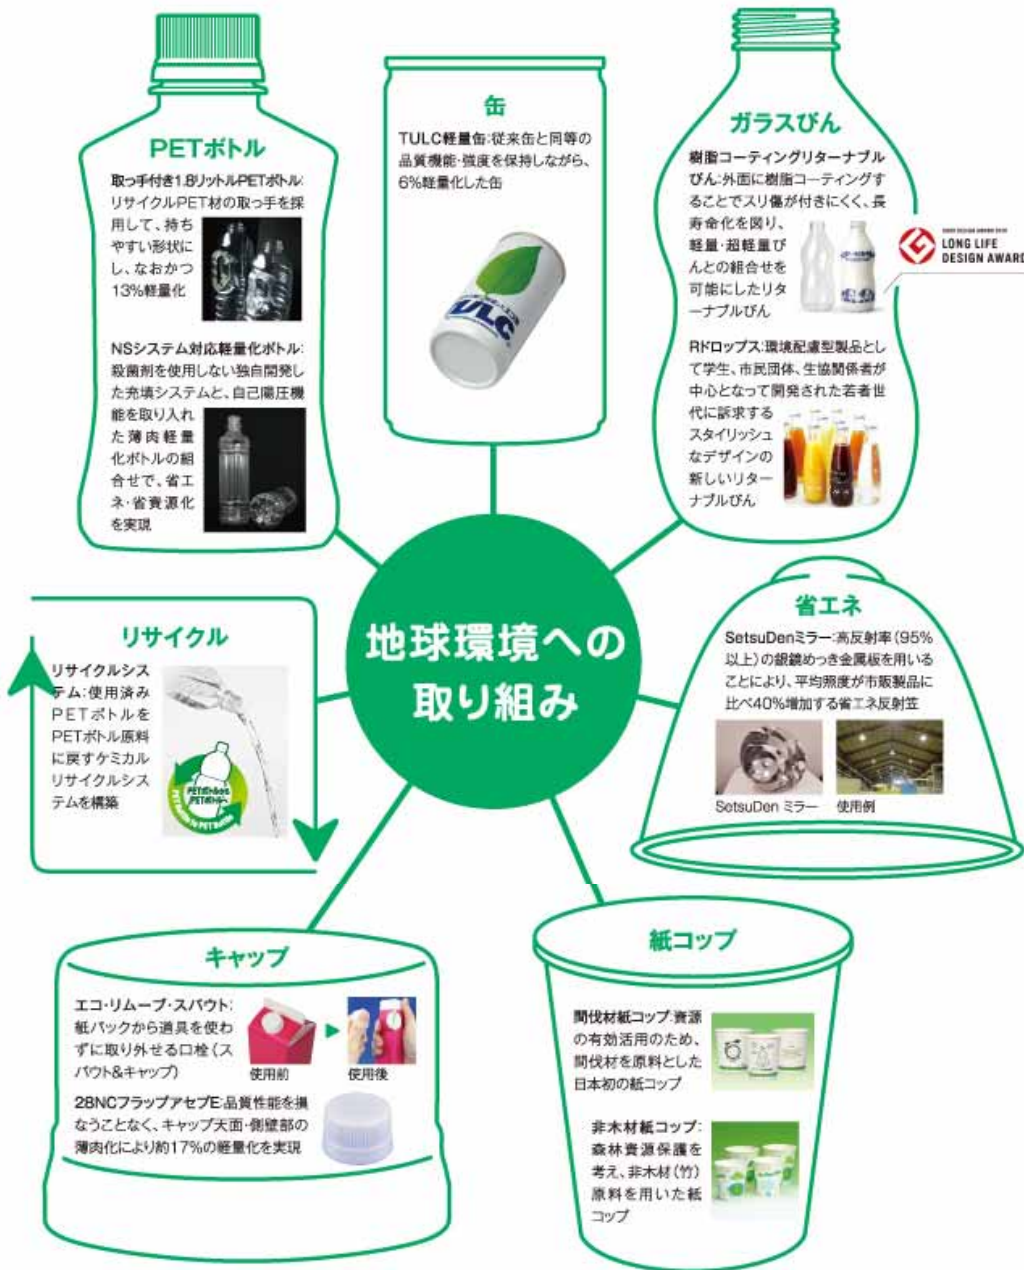 PETボトル
取っ手付き1.8リットルPETボトル:
リサイクルPET材の取っ手を採
用して、持ち
やすい形状に
し、なおかつ
13%軽量化
NSシステム対応軽量化ボトル:
殺菌剤を使用しない独自開発し
た充填システムと、自己陽圧機
能を取り入れ
た薄肉軽量
化ボトルの組
合せで、省エ
ネ・省資源化
を実現
缶
TULC軽量缶:従来缶と同等の
品質機能・強度を保持しながら、
6%軽量化した缶
TULC
ガラスびん
樹脂コーティングリターナブル
びん:外面に樹脂コーティングす
ることでスリ傷が付きにくく、長
寿命化を図り、
軽量・超軽量び
んとの組合せを
可能にしたリタ
ーナブルびん
LONG LIFE
DESIGN AWARD
Rドロップス:環境配慮型製品とし
て学生、市民団体、生協関係者が
中心となって開発された若者世
代に訴求する
スタイリッシュ
なデザインの
新しいリター
ナブルびん
地球環境への
取り組み
リサイクル
リサイクルシス
テム:使用済み
PETボトルを
PETボトル原料
に戻すケミカル
リサイクルシス
テムを構築
PETボトルから
PETボトルへ
PET Bottle to PET Bottle
省エネ
SetsuDenミラー:高反射率(95%
以上)の銀鏡めっき金属板を用いる
ことにより、平均照度が市販製品に
比べ40%増加する省エネ反射笠
SetsuDen ミラー
使用例
キャップ
エコ・リムーブ・スパウト:
紙パックから道具を使わ
ずに取り外せる口栓(ス
パウト&キャップ)
使用前
使用後
28NCフラップアセプE:品質性能を損
なうことなく、キャップ天面・側壁部の
薄肉化により約17%の軽量化を実現
紙コップ
間伐材紙コップ:資源
の有効活用のため、
間伐材を原料とした
日本初の紙コップ
非木材紙コップ:
森林資源保護を
考え、非木材(竹)
原料を用いた紙
コップ